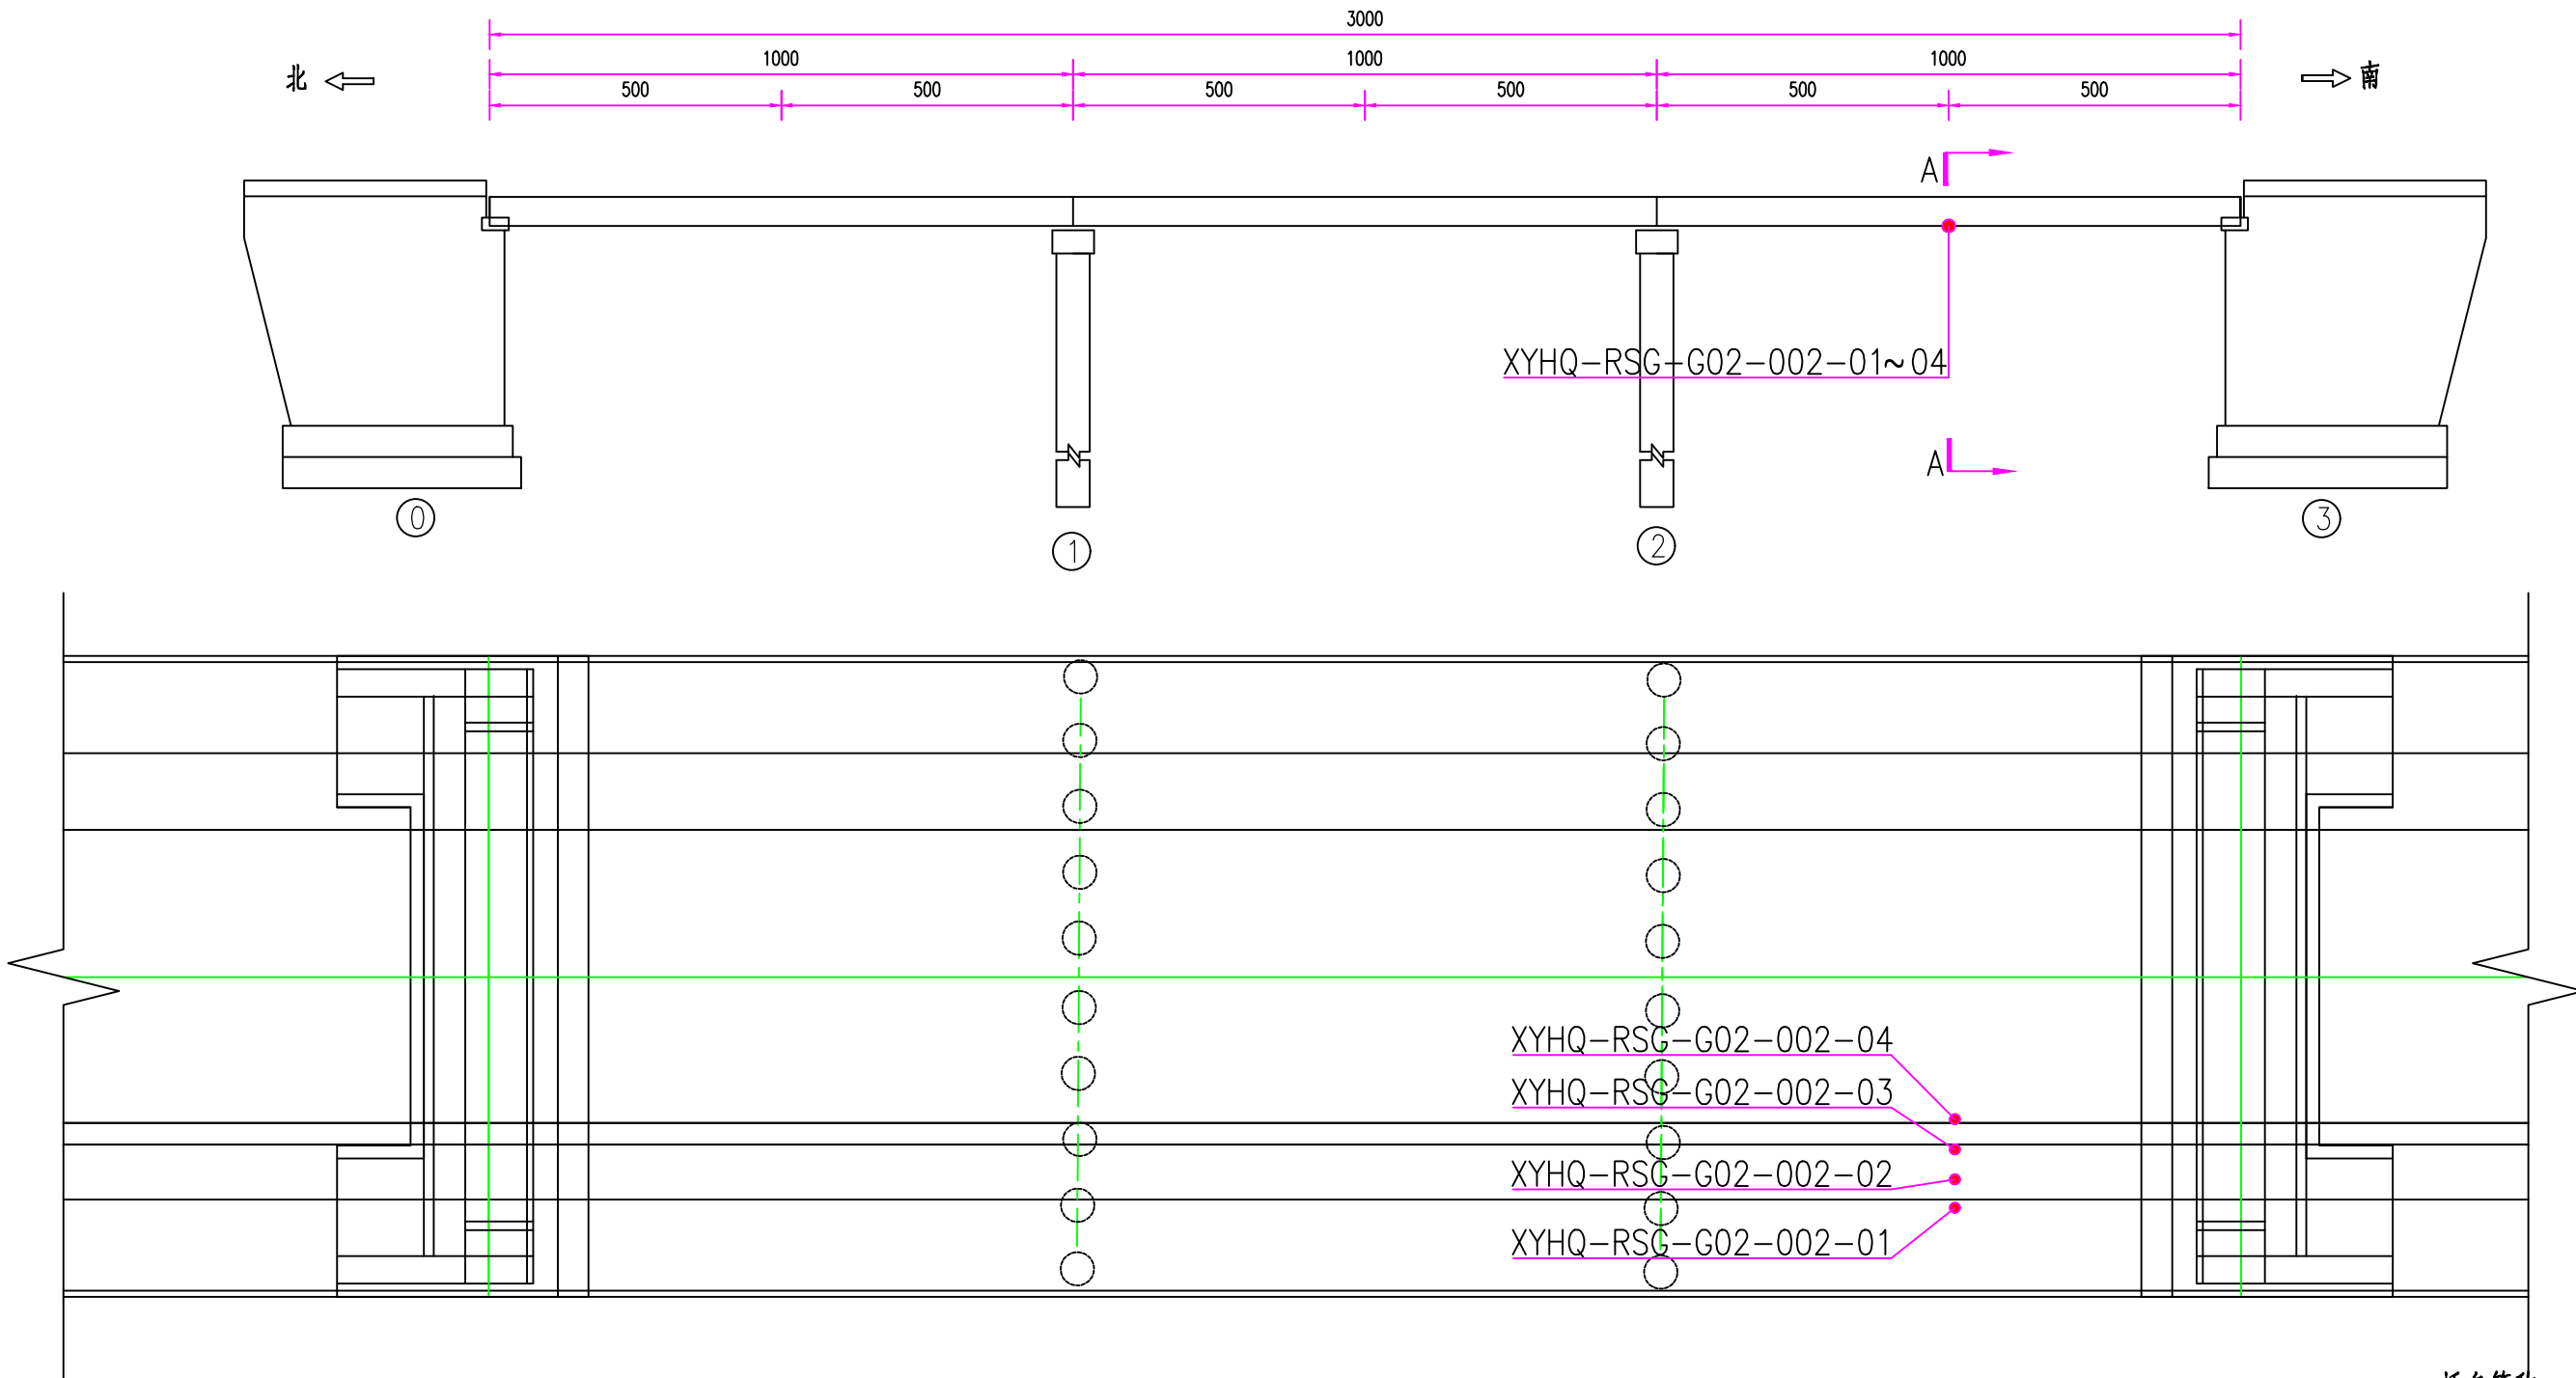 3000
1000 1000 1000
北 南
500 500 500 500 500 500
A
XYHQ-RSG-G02-002-01~04
A
0
1
2
3
XYHQ-RSG-G02-002-04
XYHQ-RSG-G02-002-03
XYHQ-RSG-G02-002-02
XYHQ-RSG-G02-002-01